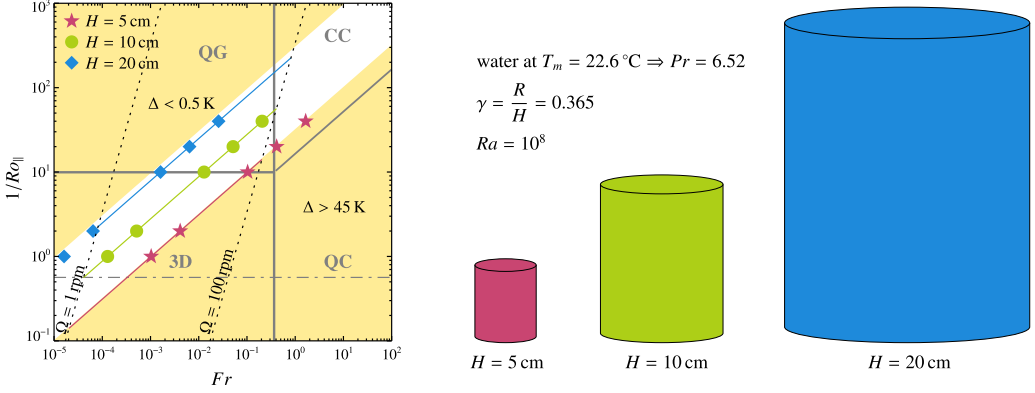 H = 5 cm
H = 10 cm
H = 20 cm
QG
CC
Δ < 0.5 K
Δ > 45 K
3D
QC
Ω = 1 rpm
Ω = 100 rpm
10³
10²
10¹
10⁰
10⁻¹
1/Ro∥
10⁻⁵ 10⁻⁴ 10⁻³ 10⁻² 10⁻¹ 10⁰ 10¹ 10²
Fr
water at Tₘ = 22.6 °C ⇒ Pr = 6.52
γ = R/H = 0.365
Ra = 10⁸
H = 5 cm
H = 10 cm
H = 20 cm